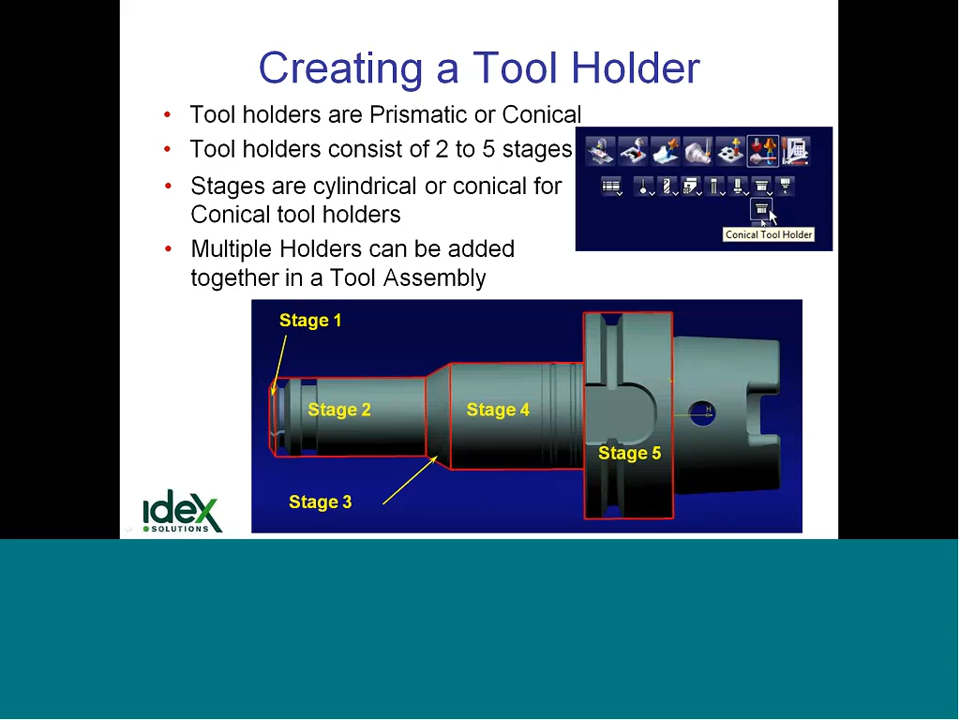 Creating a Tool Holder
• Tool holders are Prismatic or Conical
• Tool holders consist of 2 to 5 stages
• Stages are cylindrical or conical for
Conical tool holders
• Multiple Holders can be added
together in a Tool Assembly
Conical Tool Holder
Stage 1
Stage 2
Stage 4
Stage 5
Stage 3
H
idex
SOLUTIONS